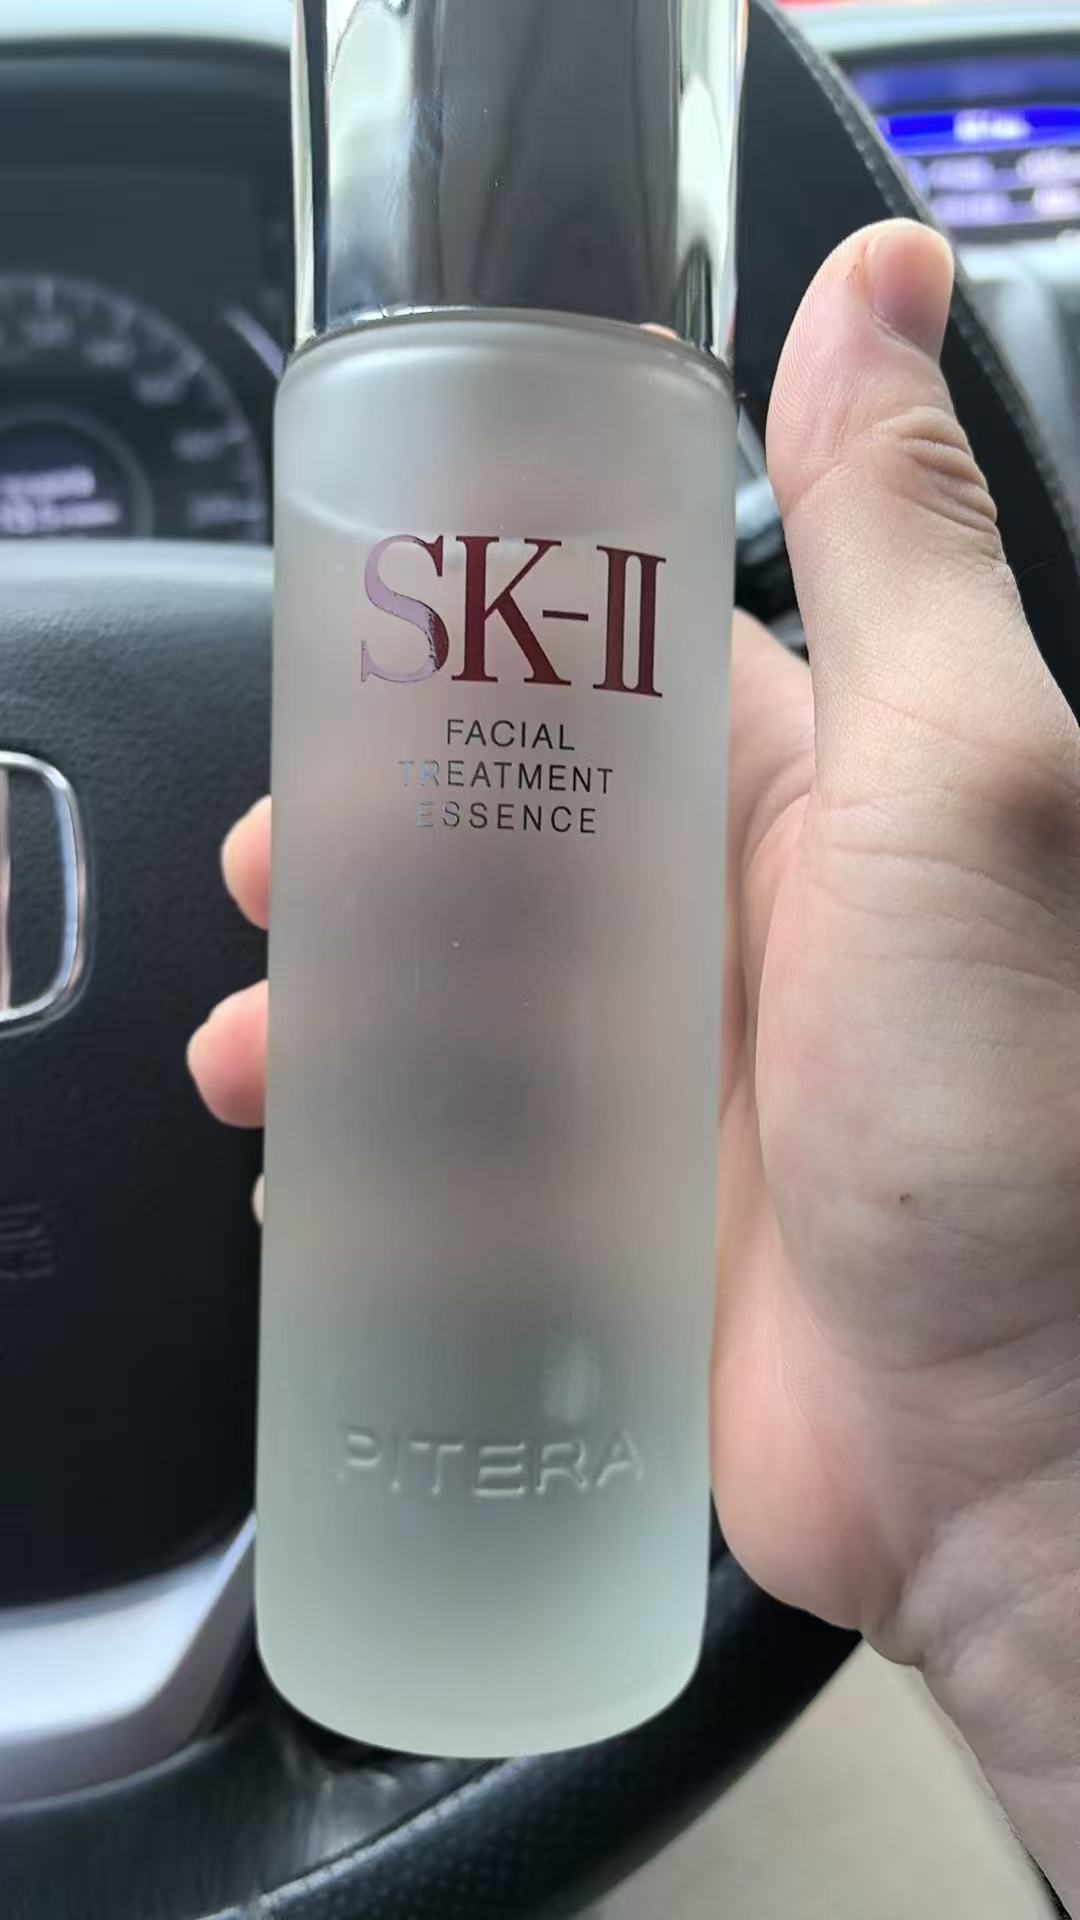 SK-II
FACIAL
TREATMENT
ESSENCE
PITERA